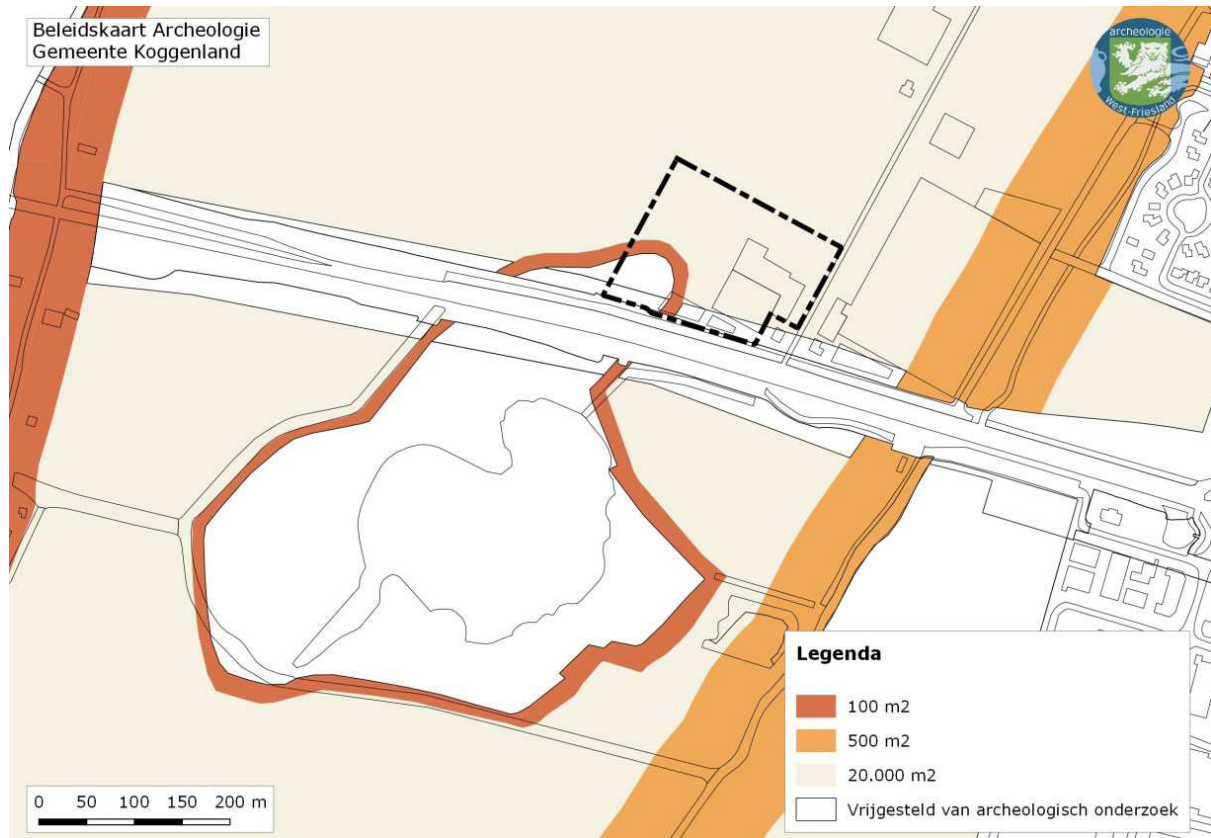 Beleidskaart Archeologie
Gemeente Koggenland
archeologie
West-Friesland
Legenda
100 m2
500 m2
20.000 m2
Vrijgesteld van archeologisch onderzoek
0 50 100 150 200 m